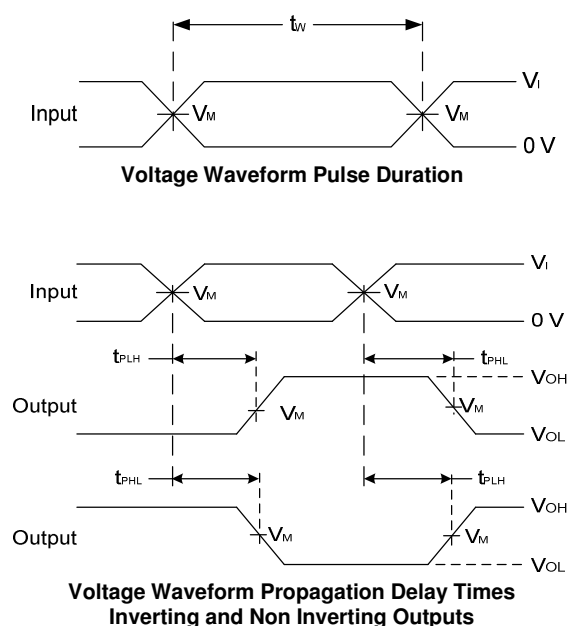 tW
VI
Input
VM
VM
0 V
Voltage Waveform Pulse Duration
VI
Input
VM
VM
0 V
tPLH
tPHL
VOH
Output
VM
VM
VOL
tPHL
tPLH
VOH
Output
VM
VM
VOL
Voltage Waveform Propagation Delay Times
Inverting and Non Inverting Outputs